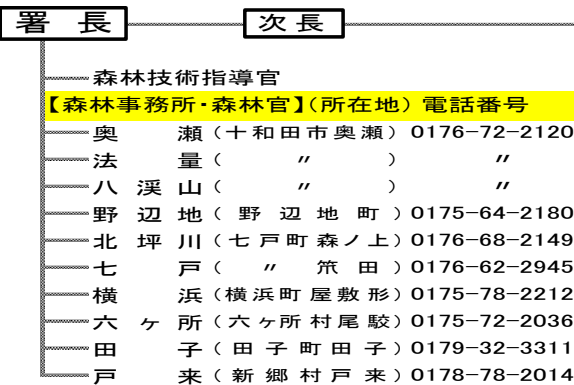 署長 次長
森林技術指導官
【森林事務所・森林官】(所在地) 電話番号
奥瀬(十和田市奥瀬) 0176-72-2120
法量( 〃 ) 〃
八渓山( 〃 ) 〃
野辺地(野辺地町) 0175-64-2180
北坪川(七戸町森ノ上) 0176-68-2149
七戸( 〃 笊田) 0176-62-2945
横浜(横浜町屋敷形) 0175-78-2212
六ヶ所(六ヶ所村尾駮) 0175-72-2036
田子(田子町田子) 0179-32-3311
戸来(新郷村戸来) 0178-78-2014